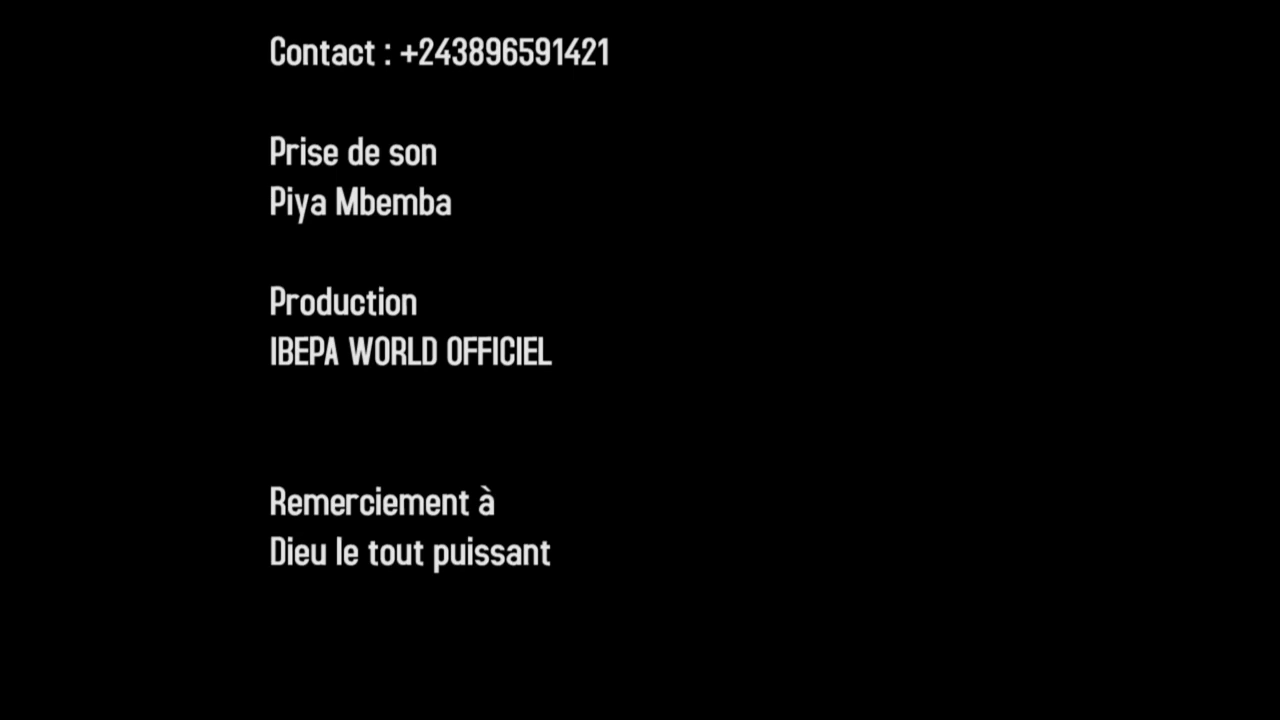 Contact : +243896591421
Prise de son
Piya Mbemba
Production
IBEPA WORLD OFFICIEL
Remerciement à
Dieu le tout puissant